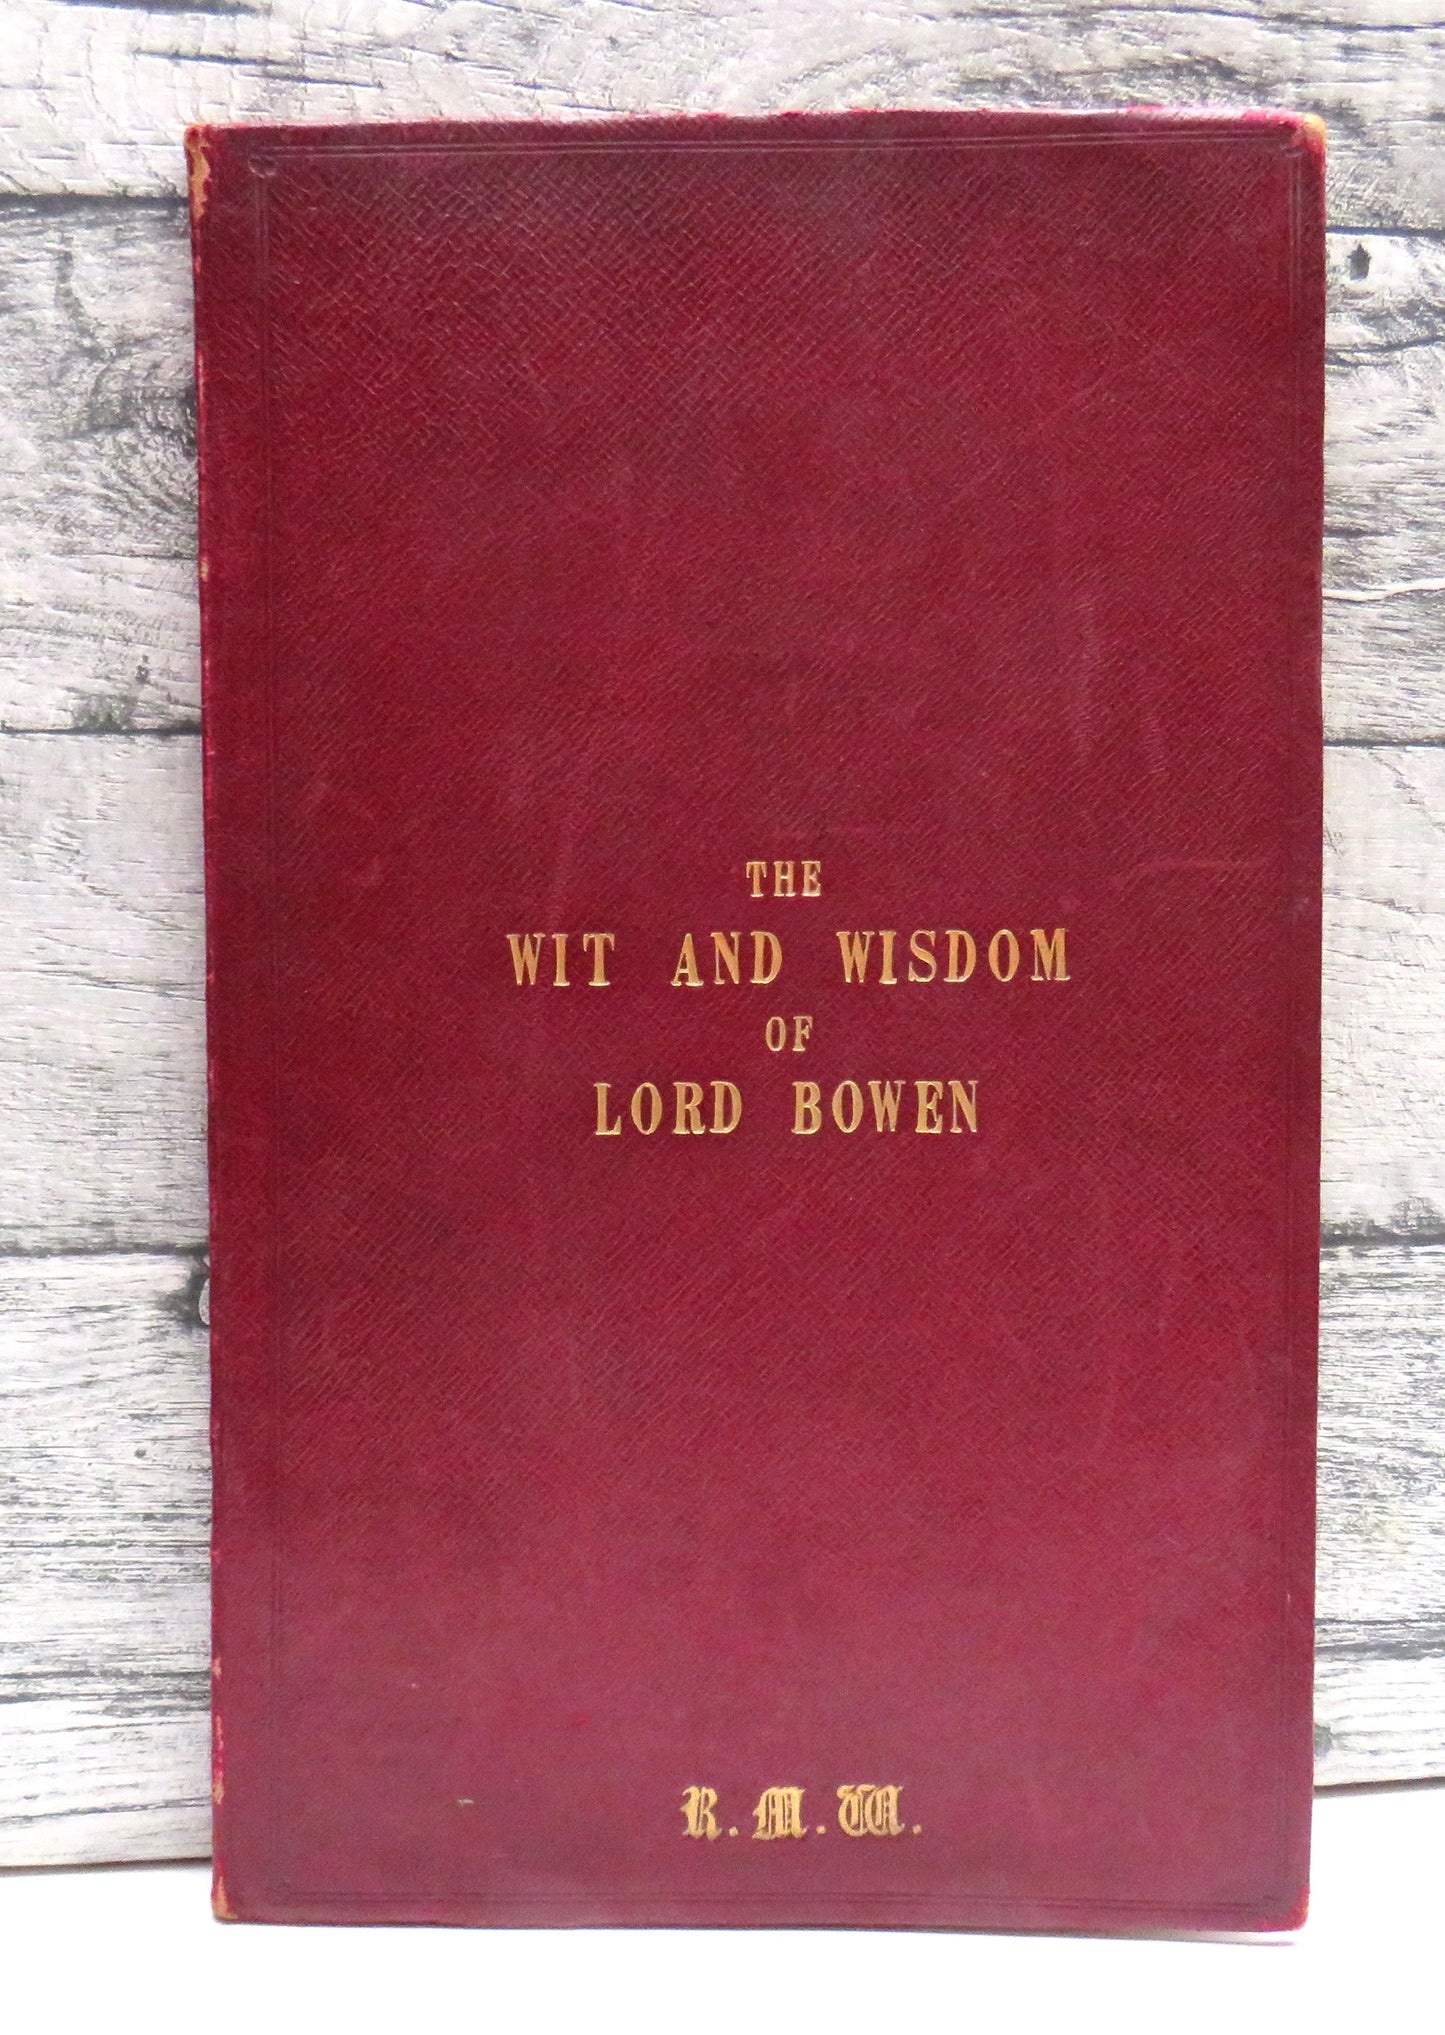 THE
WIT AND WISDOM
OF
LORD BOWEN
R. M. W.